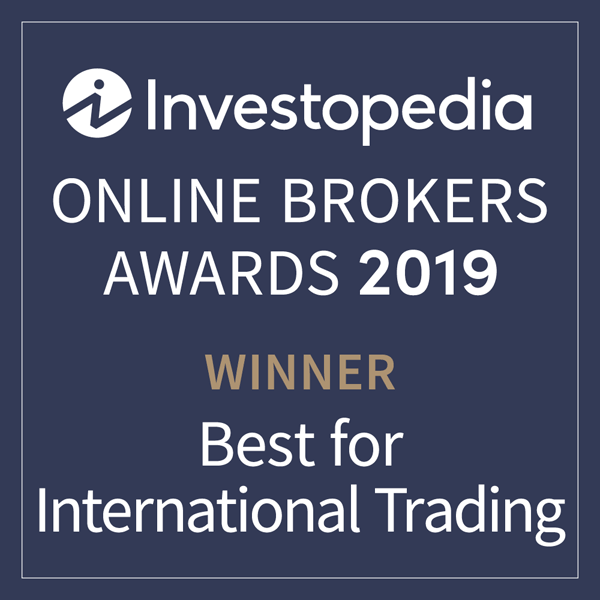 Investopedia
ONLINE BROKERS
AWARDS 2019
WINNER
Best for
International Trading